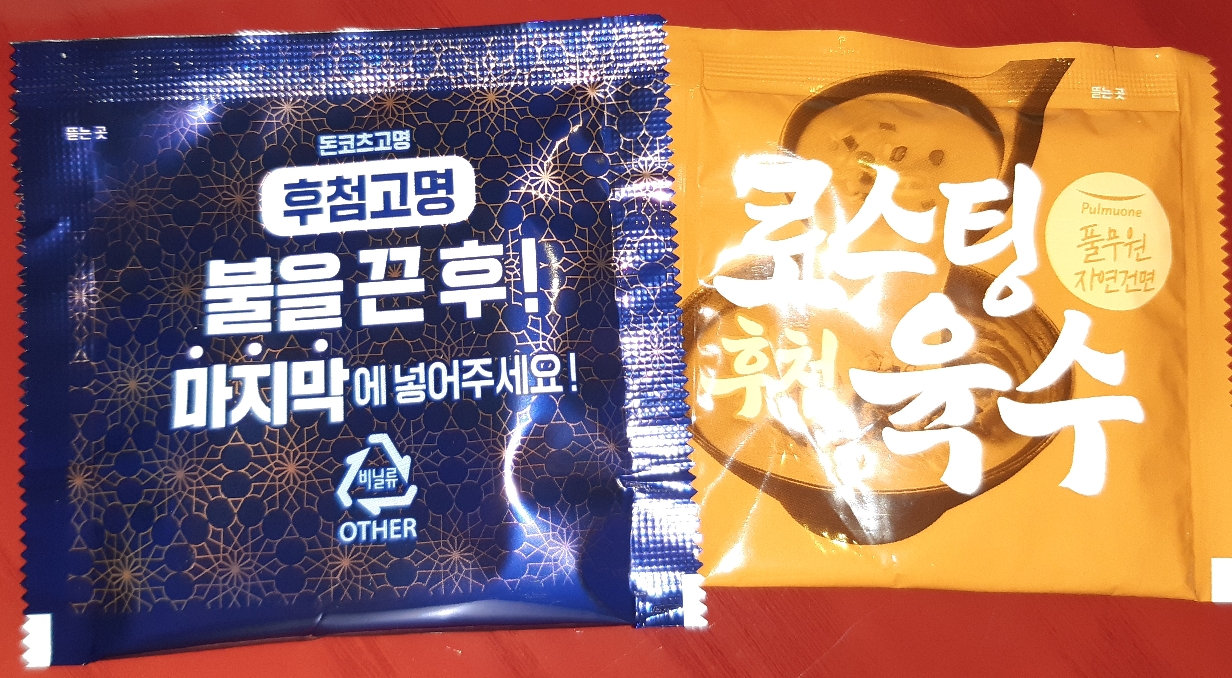 뜯는곳
돈코츠고명
후첨고명
불을 끈 후!
마지막에 넣어주세요!
비닐류
OTHER
뜯는곳
로스팅
후첨
육수
Pulmuone
풀무원
자연건면